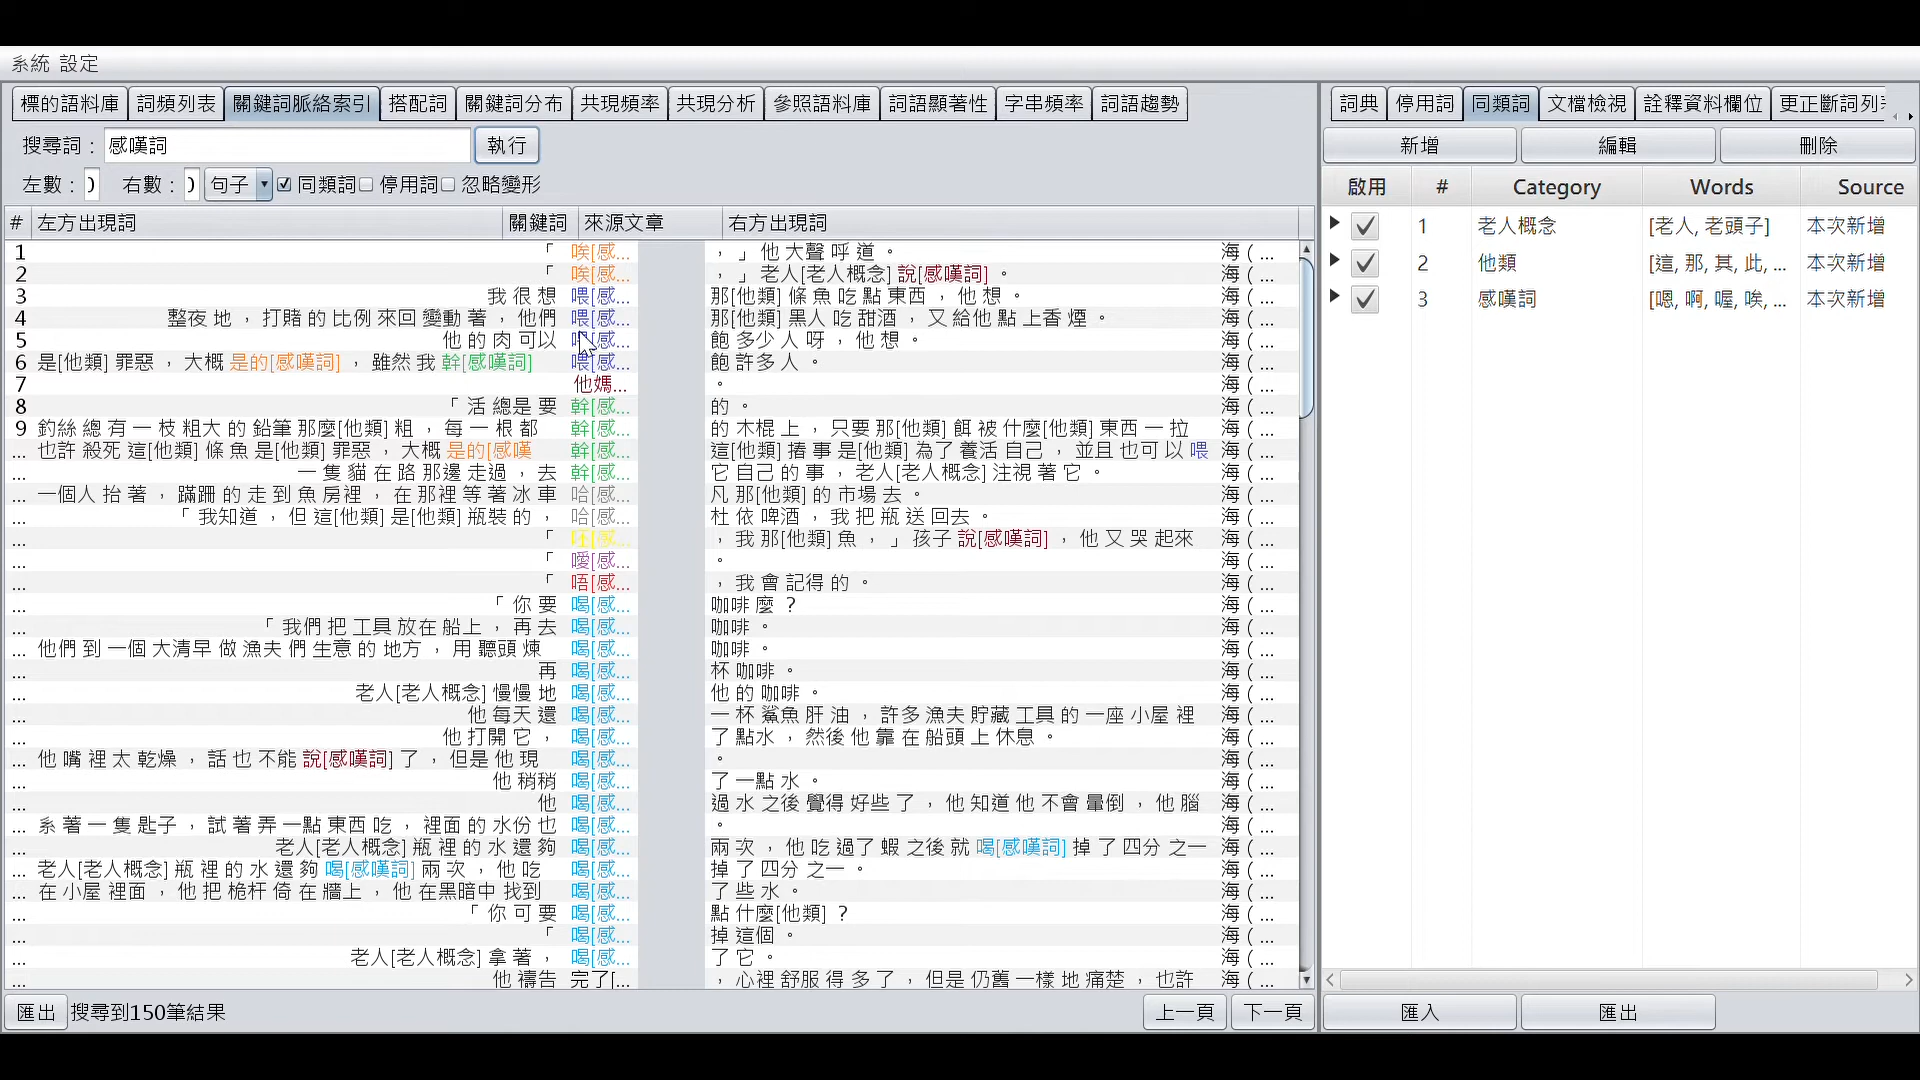 系統 設定
標的語料庫 詞頻列表 關鍵詞脈絡索引 搭配詞 關鍵詞分布 共現頻率 共現分析 參照語料庫 詞語顯著性 字串頻率 詞語趨勢
搜尋詞： 感嘆詞 執行
左數： 右數： 句子 同類詞 停用詞 忽略變形
# 左方出現詞 關鍵詞 來源文章 右方出現詞
1 「 唉[感... ，」他 大聲 呼 道 。 海 (...
2 「 唉[感... ，」 老人[老人概念] 說[感嘆詞] 。 海 (...
3 我 很 想 喂[感... 那[他類] 條 魚 吃 點 東西 ， 他 想 。 海 (...
4 整夜 地 ， 打賭 的 比例 來回 變動 著 ， 他們 喂[感... 那[他類] 黑人 吃 甜酒 ， 又 給他 點 上香 煙 。 海 (...
5 他 的 肉 可以 飽 多少 人 呀 ， 他 想 。 海 (...
6 是[他類] 罪惡 ， 大概 是的[感嘆詞] ， 雖然 我 幹[感嘆詞] 喂[感... 飽 許多 人 。 海 (...
7 他媽... 。 海 (...
8 「 活 總是 要 幹[感... 的 。 海 (...
9 釣絲 總 有 一 枝 粗大 的 鉛筆 那麼[他類] 粗 ， 每 一 根 都 幹[感... 的 木棍 上 ， 只要 那[他類] 餌 被 什麼[他類] 東西 一 拉 海 (...
... 也許 殺死 這[他類] 條 魚 是[他類] 罪惡 ， 大概 是的[感嘆 幹[感... 這[他類] 捲 事 是[他類] 為了 養活 自己 ， 並且 也 可以 喂 海 (...
... 一 隻 貓 在 路 那邊 走過 ， 去 幹[感... 它 自己 的 事 ， 老人[老人概念] 注視 著 它 。 海 (...
... 一個人 抬 著 ， 蹣跚 的 走 到 魚 房裡 ， 在 那裡 等 著 冰 車 哈[感... 凡 那[他類] 的 市場 去 。 海 (...
... 「 我知道 ， 但 這[他類] 是[他類] 瓶裝 的 ， 哈[感... 杜 依 啤酒 ， 我 把 瓶 送 回去 。 海 (...
... 「 ， 我 那[他類] 魚 ，」 孩子 說[感嘆詞] ， 他 又 哭 起來 海 (...
... 「 噯[感... 。 海 (...
... 「 唔[感... ， 我 會 記得 的 。 海 (...
... 「 你 要 喝[感... 咖啡 麼 ? 海 (...
... 「 我們 把 工具 放在 船上 ， 再 去 喝[感... 咖啡 。 海 (...
... 他們 到 一個 大清早 做 漁夫 們 生意 的 地方 ， 用 聽頭 煉 喝[感... 咖啡 。 海 (...
... 再 喝[感... 杯 咖啡 。 海 (...
... 老人[老人概念] 慢慢 地 喝[感... 他 的 咖啡 。 海 (...
... 他 每天 還 喝[感... 一 杯 鯊魚 肝 油 ， 許多 漁夫 貯藏 工具 的 一座 小屋 裡 海 (...
... 他 打開 它 ， 喝[感... 了 點水 ， 然後 他 靠 在 船頭 上 休息 。 海 (...
... 他 嘴 裡 太 乾燥 ， 話 也 不能 說[感嘆詞] 了 ， 但是 他 現 喝[感... 。 海 (...
... 他 稍稍 喝[感... 了 一點 水 。 海 (...
... 他 喝[感... 過 水 之後 覺得 好些 了 ， 他 知道 他 不會 暈倒 ， 他 腦 海 (...
... 系 著 一 隻 匙子 ， 試 著 弄 一點 東西 吃 ， 裡面 的 水份 也 喝[感... 。 海 (...
... 老人[老人概念] 瓶 裡 的 水 還 夠 喝[感... 兩 次 ， 他 吃 過了 蝦 之後 就 喝[感嘆詞] 掉 了 四分 之一 海 (...
... 老人[老人概念] 瓶 裡 的 水 還 夠 喝[感嘆詞] 兩 次 ， 他 吃 喝[感... 掉 了 四分 之一 。 海 (...
... 在 小屋 裡面 ， 他 把 桅杆 倚 在 牆上 ， 他 在 黑暗中 找到 喝[感... 了 些 水 。 海 (...
... 「 你 可 要 喝[感... 點 什麼[他類] ? 海 (...
... 「 喝[感... 掉 這個 。 海 (...
... 老人[老人概念] 拿 著 ， 喝[感... 了 它 。 海 (...
... 他 禱告 完了[... ， 心裡 舒服 得 多 了 ， 但是 仍舊 一樣 地 痛楚 ， 也許 海 (...
匯出 搜尋到150筆結果 上一頁 下一頁
詞典 停用詞 同類詞 文檔檢視 詮釋資料欄位 更正斷詞列
新增 編輯 刪除
啟用 # Category Words Source
1 老人概念 [老人, 老頭子] 本次新增
2 他類 [這, 那, 其, 此, ... 本次新增
3 感嘆詞 [嗯, 啊, 喔, 唉, ... 本次新增
匯入 匯出